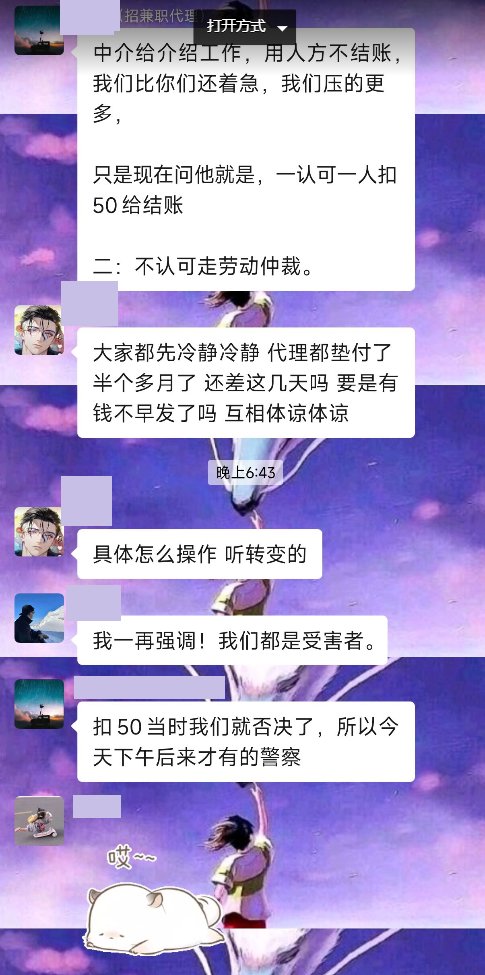 （招兼职代理
打开方式
中介给介绍工作，用人方不结账，
我们比你们还着急，我们压的更
多，
只是现在问他就是，一认可一人扣
50给结账
二：不认可走劳动仲裁。
大家都先冷静冷静 代理都垫付了
半个多月了 还差这几天吗 要是有
钱不早发了吗 互相体谅体谅
晚上6:43
具体怎么操作 听转变的
我一再强调！我们都是受害者。
扣50当时我们就否决了，所以今
天下午后来才有的警察
哎~~